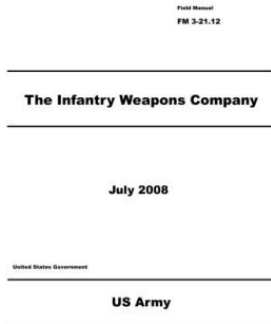 Field Manual
FM 3-21.12
The Infantry Weapons Company
July 2008
United States Government
US Army